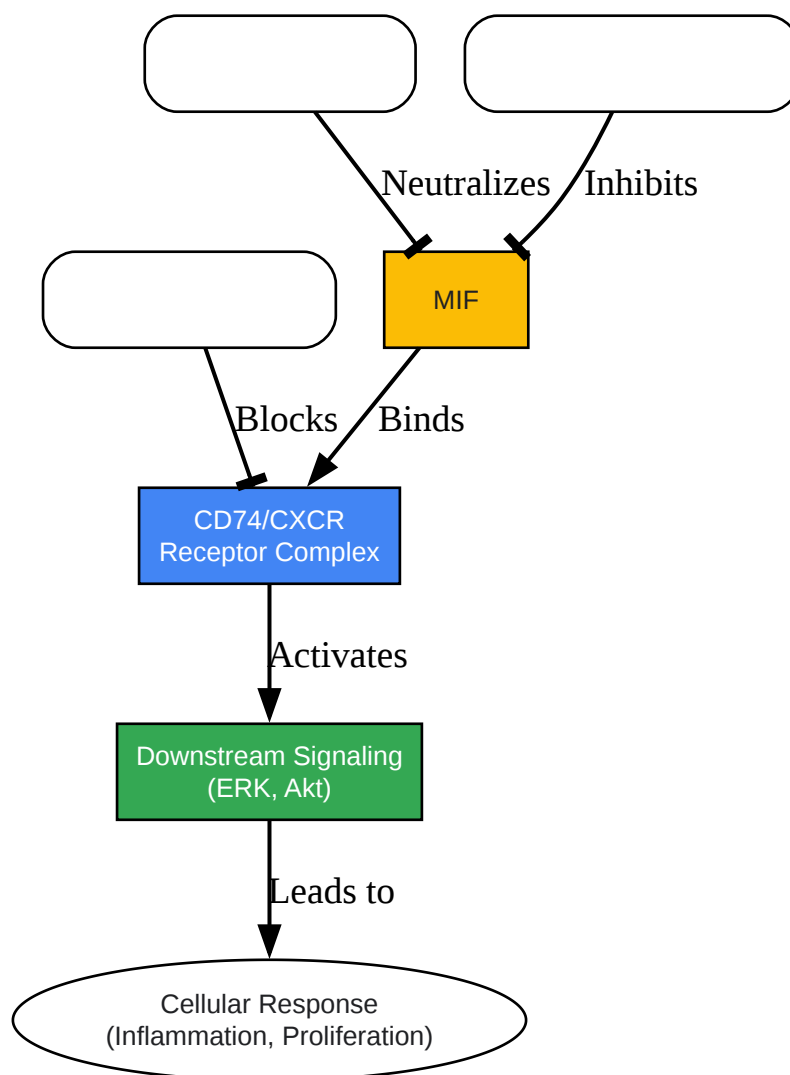 Neutralizes
Inhibits
MIF
Blocks
Binds
CD74/CXCR
Receptor Complex
Activates
Downstream Signaling
(ERK, Akt)
Leads to
Cellular Response
(Inflammation, Proliferation)